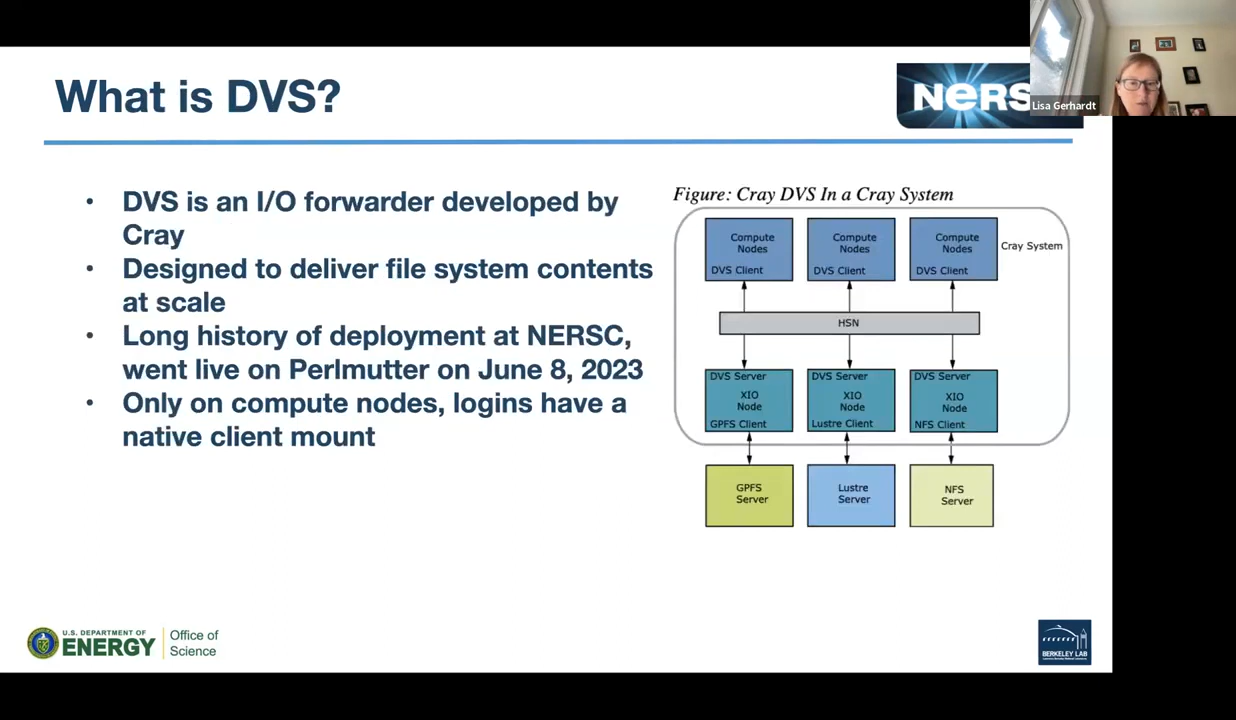 What is DVS?
NERS
Lisa Gerhardt
• DVS is an I/O forwarder developed by
Cray
• Designed to deliver file system contents
at scale
• Long history of deployment at NERSC,
went live on Perlmutter on June 8, 2023
• Only on compute nodes, logins have a
native client mount
Figure: Cray DVS In a Cray System
Compute
Nodes
DVS Client
Compute
Nodes
DVS Client
Compute
Nodes
DVS Client
Cray System
HSN
DVS Server
XIO
Node
GPFS Client
DVS Server
XIO
Node
Lustre Client
DVS Server
XIO
Node
NFS Client
GPFS
Server
Lustre
Server
NFS
Server
U.S. DEPARTMENT OF
ENERGY
Office of
Science
BERKELEY LAB